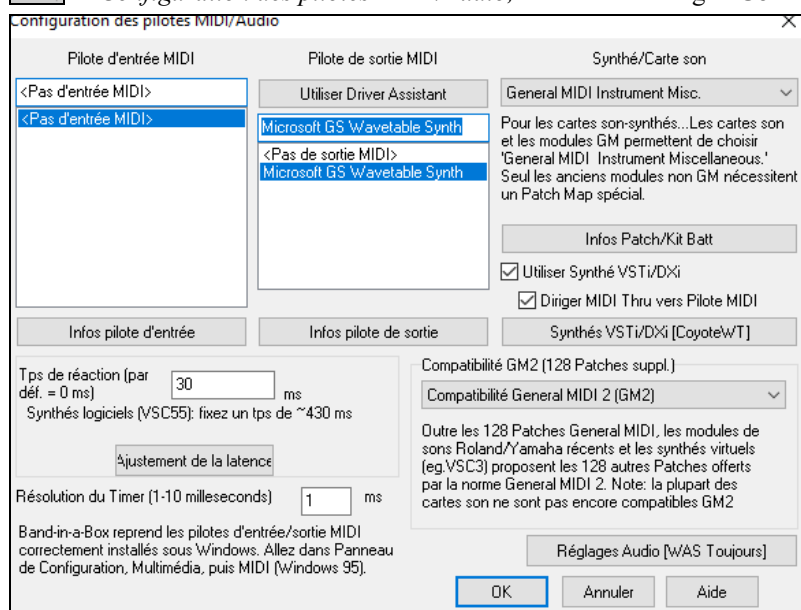 Configuration des pilotes MIDI/Au
Pilote d'entrée MIDI
<Pas d'entrée MIDI>
<Pas d'entrée MIDI>
Infos pilote d'entrée
Pilote de sortie MIDI
Utiliser Driver Assistant
Microsoft GS Wavetable Synth
<Pas de sortie MIDI>
Microsoft GS Wavetable Synth
Infos pilote de sortie
Synthé/Carte son
General MIDI Instrument Misc.
Pour les cartes son-synthés...Les cartes son
et les modules GM permettent de choisir
'General MIDI Instrument Miscellaneous.'
Seul les anciens modules non GM nécessitent
un Patch Map spécial.
Infos Patch/Kit Batt
Utiliser Synthé VSTi/DXi
Diriger MIDI Thru vers Pilote MIDI
Synthés VSTi/DXi [CoyoteWT]
Tps de réaction (par
déf. = 0 ms)
30
ms
Synthés logiciels (VSC55): fixez un tps de ~430 ms
Ajustement de la latence
Résolution du Timer (1-10 milleseconds)
1
ms
Band-in-a-Box reprend les pilotes d'entrée/sortie MIDI
correctement installés sous Windows. Allez dans Panneau
de Configuration, Multimédia, puis MIDI (Windows 95).
Compatibilité GM2 (128 Patches suppl.)
Compatibilité General MIDI 2 (GM2)
Outre les 128 Patches General MIDI, les modules de
sons Roland/Yamaha récents et les synthés virtuels
(eg.VSC3) proposent les 128 autres Patches offerts
par la norme General MIDI 2. Note: la plupart des
cartes son ne sont pas encore compatibles GM2
Réglages Audio [WAS Toujours]
OK
Annuler
Aide